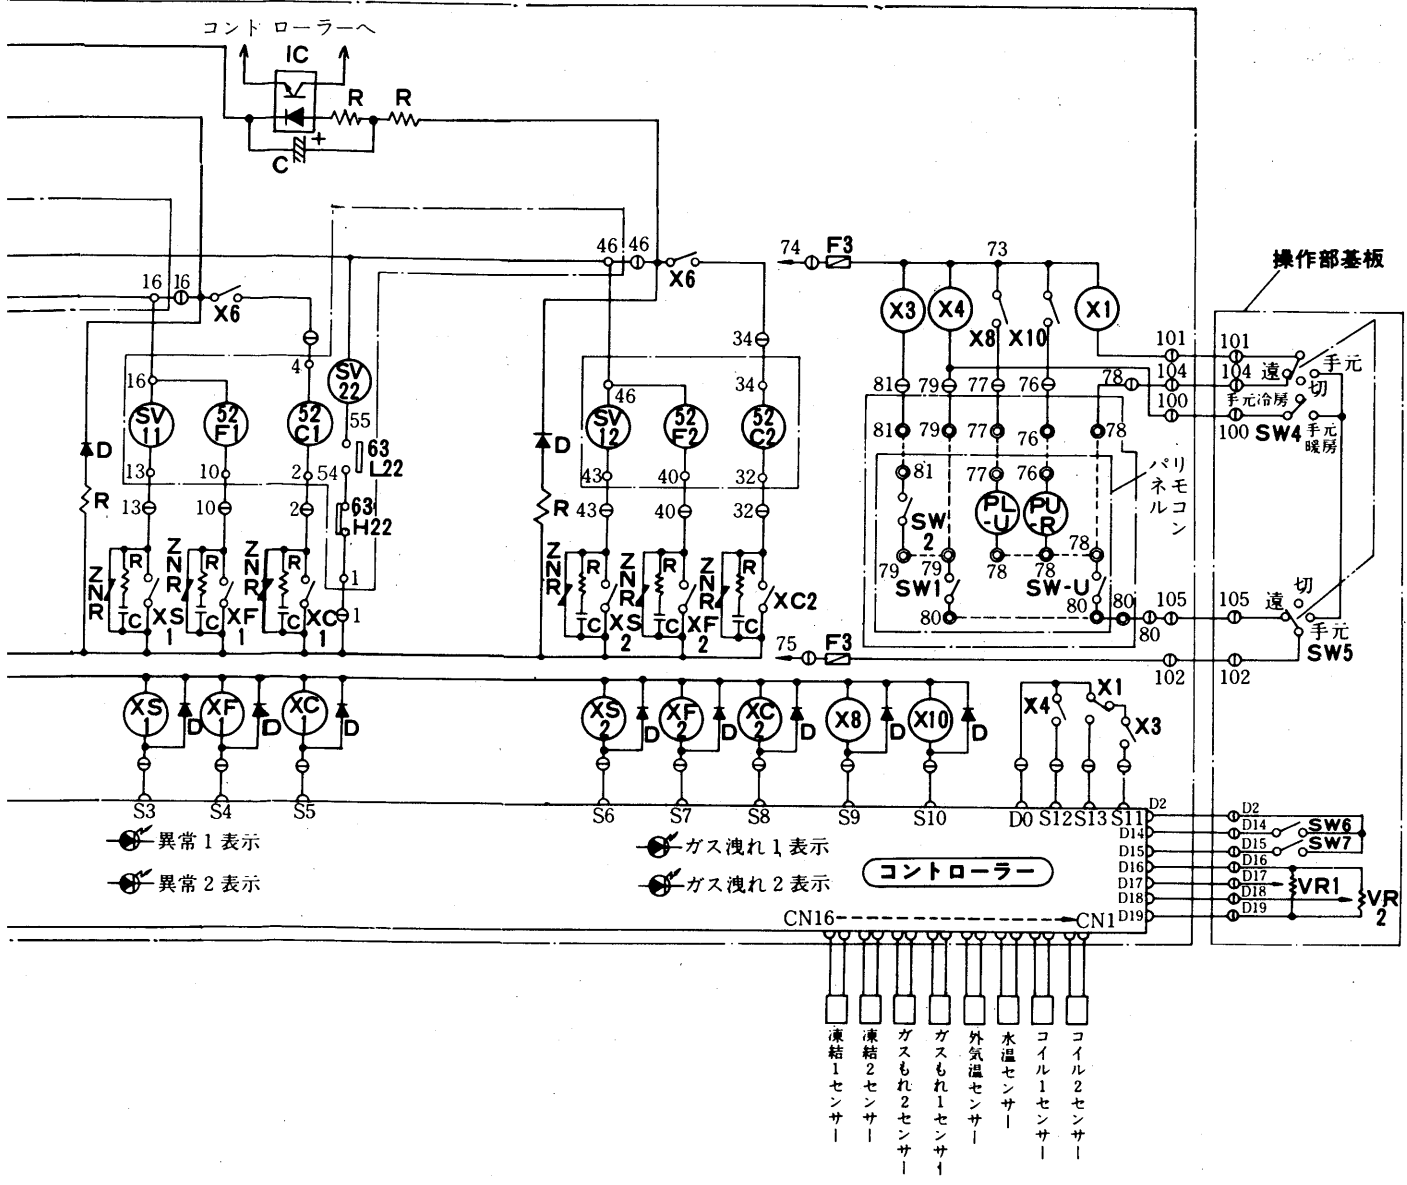 コントローラーへ
IC
R R
C +
46 46
X6
74 F3 73
操作部基板
16 16
X6
X3 X4 X8 X10 X1
101 101
手元
遠
切
104 104
手元冷房
100 100
SW4
手元
暖房
34
4
SV
22
81 79 77 76 78
16
46
34
SV
11
52
F1
52
C1
55
63
L22
SV
12
52
F2
52
C2
81 79 77 76 78
リモコン
パネル
D
R
13 10 2 54
D
R
43 40 32
81 77 76
PL
-U
PU
-R
SW
2
13 10 2
63
H22
43 40 32
79 79 78 78 78
SW1 SW-U
80 80 80 80
ZNR R C XS1
ZNR R C XF1
ZNR R C XC1
1
1
ZNR R C XS2
ZNR R C XF2
ZNR R C XC2
105 105
切
遠
手元
SW5
75 F3
102 102
XS
1
D
XF
1
D
XC
1
D
XS
2
D
XF
2
D
XC
2
D
X8
D
X10
D
X4 X1 X3
S3 S4 S5 S6 S7 S8 S9 S10 D0 S12 S13 S11
D2 D2
D14 D14 SW6
D15 D15 SW7
D16 D16
D17 D17 VR1
D18 D18 VR
2
D19 D19
異常1表示
異常2表示
ガス洩れ1表示
ガス洩れ2表示
コントローラー
CN16 CN1
凍結1センサー
凍結2センサー
ガスもれ2センサー
ガスもれ1センサー
外気温センサー
水温センサー
コイル1センサー
コイル2センサー